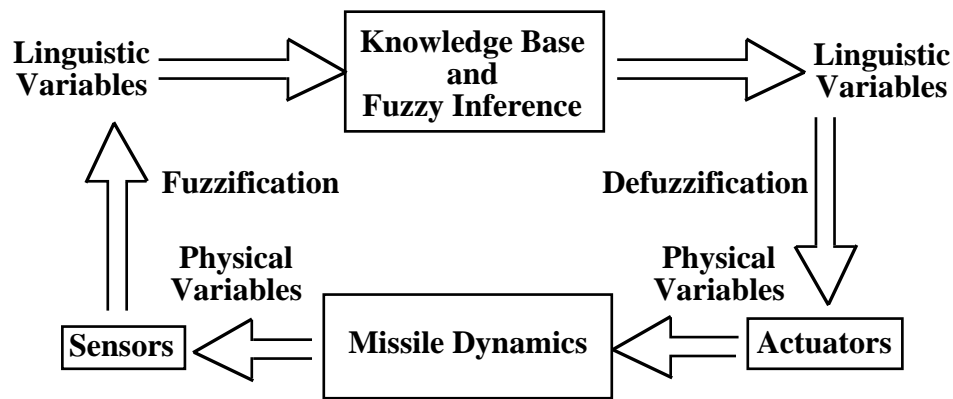 Linguistic
Variables
Knowledge Base
and
Fuzzy Inference
Linguistic
Variables
Fuzzification
Defuzzification
Physical
Variables
Physical
Variables
Sensors
Missile Dynamics
Actuators